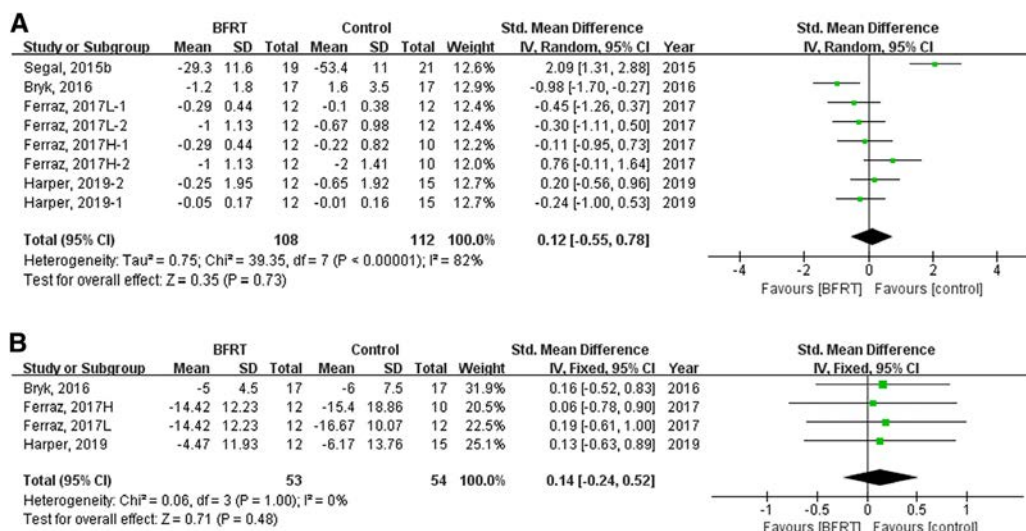 A
BFRT Control Std. Mean Difference Std. Mean Difference
Study or Subgroup Mean SD Total Mean SD Total Weight IV, Random, 95% CI Year IV, Random, 95% CI
Segal, 2015b -29.3 11.6 19 -53.4 11 21 12.6% 2.09 [1.31, 2.88] 2015
Bryk, 2016 -1.2 1.8 17 1.6 3.5 17 12.9% -0.98 [-1.70, -0.27] 2016
Ferraz, 2017L-1 -0.29 0.44 12 -0.1 0.38 12 12.4% -0.45 [-1.26, 0.37] 2017
Ferraz, 2017L-2 -1 1.13 12 -0.67 0.98 12 12.4% -0.30 [-1.11, 0.50] 2017
Ferraz, 2017H-1 -0.29 0.44 12 -0.22 0.82 10 12.2% -0.11 [-0.95, 0.73] 2017
Ferraz, 2017H-2 -1 1.13 12 -2 1.41 10 12.0% 0.76 [-0.11, 1.64] 2017
Harper, 2019-2 -0.25 1.95 12 -0.65 1.92 15 12.7% 0.20 [-0.56, 0.96] 2019
Harper, 2019-1 -0.05 0.17 12 -0.01 0.16 15 12.7% -0.24 [-1.00, 0.53] 2019
Total (95% CI) 108 112 100.0% 0.12 [-0.55, 0.78]
Heterogeneity: Tau² = 0.75; Chi² = 39.35, df = 7 (P < 0.00001); I² = 82%
Test for overall effect: Z = 0.35 (P = 0.73)
-4 -2 0 2 4
Favours [BFRT] Favours [control]
B
BFRT Control Std. Mean Difference Std. Mean Difference
Study or Subgroup Mean SD Total Mean SD Total Weight IV, Fixed, 95% CI Year IV, Fixed, 95% CI
Bryk, 2016 -5 4.5 17 -6 7.5 17 31.9% 0.16 [-0.52, 0.83] 2016
Ferraz, 2017H -14.42 12.23 12 -15.4 18.86 10 20.5% 0.06 [-0.78, 0.90] 2017
Ferraz, 2017L -14.42 12.23 12 -16.67 10.07 12 22.5% 0.19 [-0.61, 1.00] 2017
Harper, 2019 -4.47 11.93 12 -6.17 13.76 15 25.1% 0.13 [-0.63, 0.89] 2019
Total (95% CI) 53 54 100.0% 0.14 [-0.24, 0.52]
Heterogeneity: Chi² = 0.06, df = 3 (P = 1.00); I² = 0%
Test for overall effect: Z = 0.71 (P = 0.48)
-1 -0.5 0 0.5 1
Favours [BFRT] Favours [control]